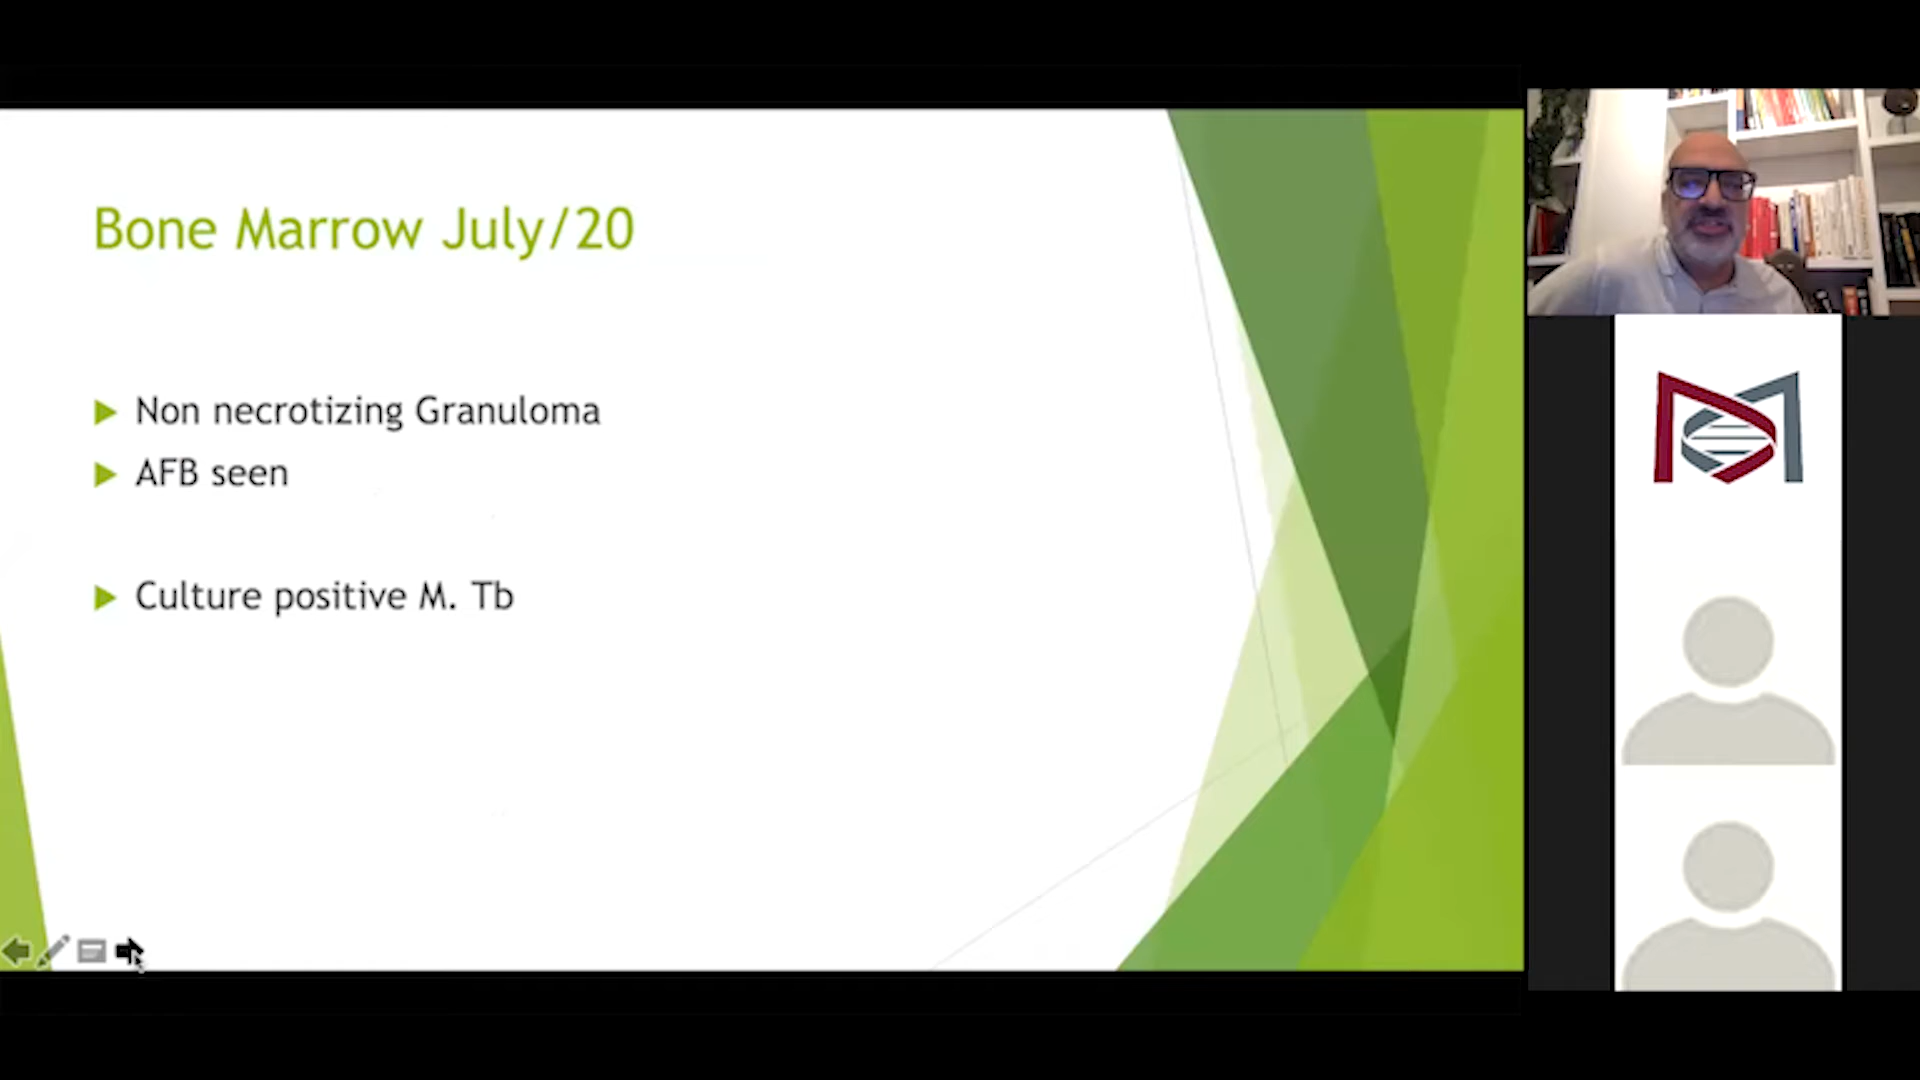 Bone Marrow July/20
Non necrotizing Granuloma
AFB seen
Culture positive M. Tb